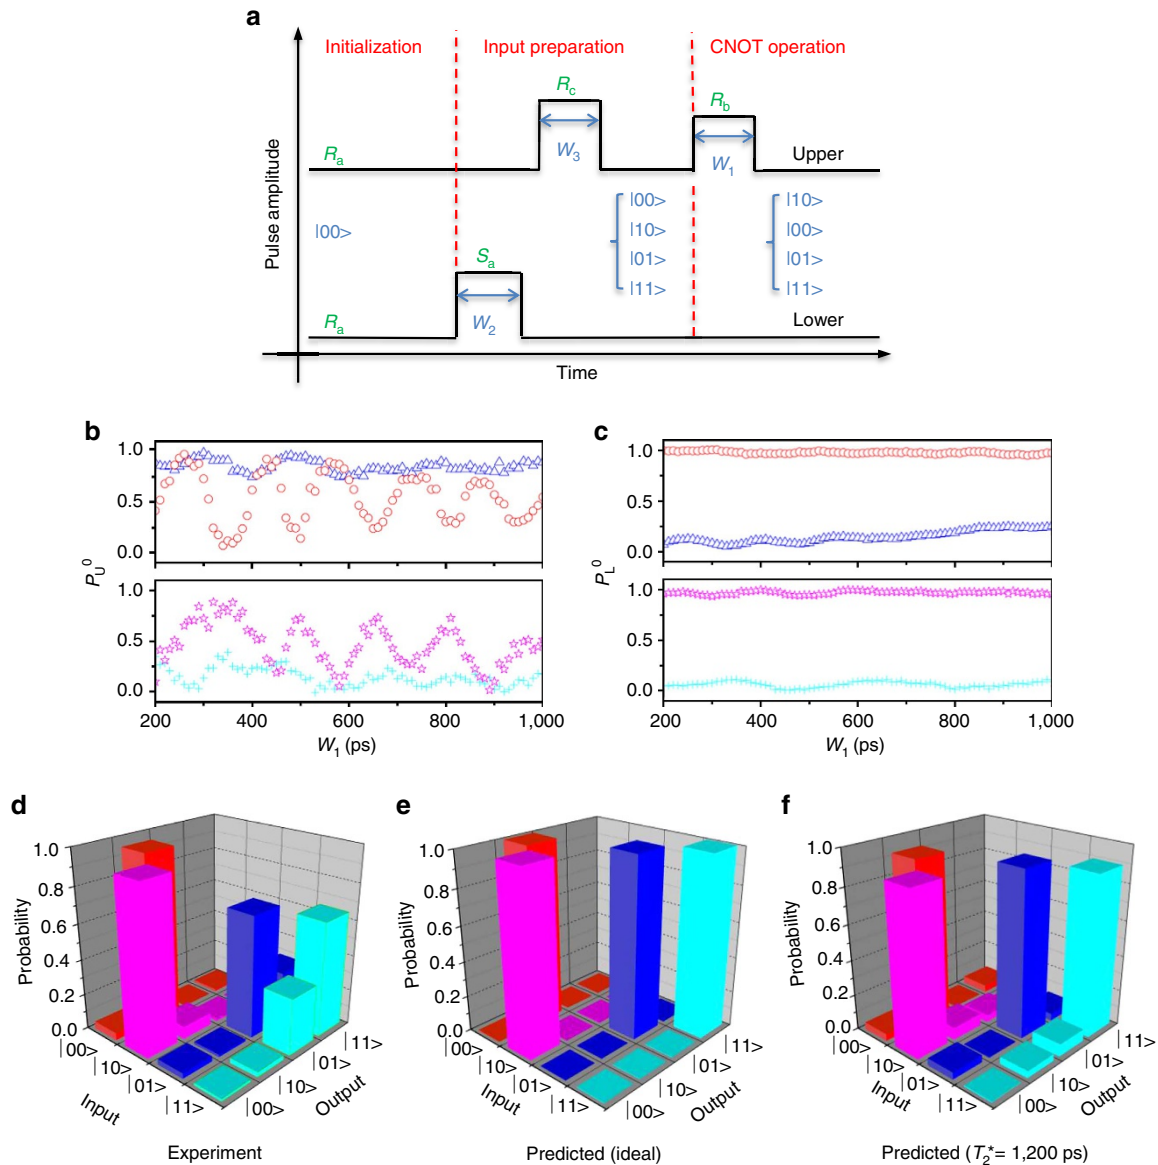 a
Initialization Input preparation CNOT operation
Rc
Rb
Ra
W3
W1
Upper
Pulse amplitude
|00>
|00>
|10>
|01>
|11>
|10>
|00>
|01>
|11>
Sa
Ra
W2
Lower
Time
b
1.0
0.5
0.0
PU0
1.0
0.5
0.0
200 400 600 800 1,000
W1 (ps)
c
1.0
0.5
0.0
PL0
1.0
0.5
0.0
200 400 600 800 1,000
W1 (ps)
d
Probability
1.0
0.8
0.6
0.4
0.2
0.0
|00>
|10>
|01>
|11>
Input
|00>
|10>
|01>
|11>
Output
Experiment
e
Probability
1.0
0.8
0.6
0.4
0.2
0.0
|00>
|10>
|01>
|11>
Input
|00>
|10>
|01>
|11>
Output
Predicted (ideal)
f
Probability
1.0
0.8
0.6
0.4
0.2
0.0
|00>
|10>
|01>
|11>
Input
|00>
|10>
|01>
|11>
Output
Predicted (T2*= 1,200 ps)